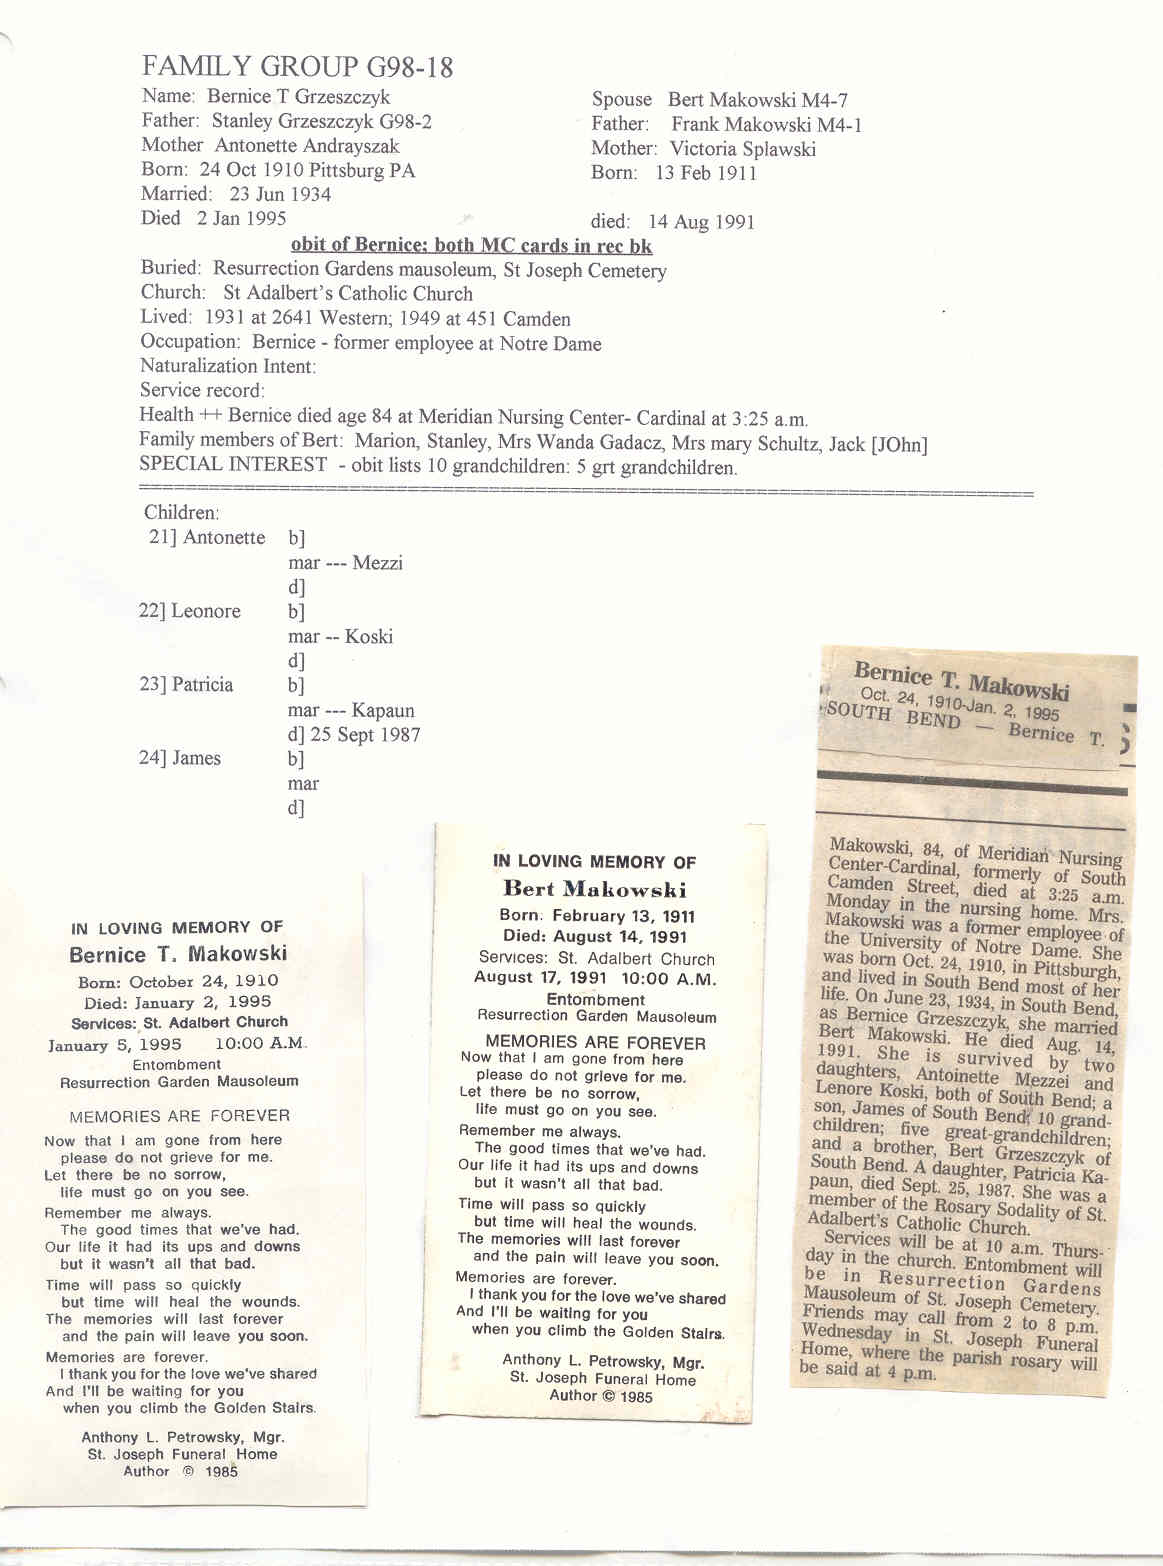 FAMILY GROUP G98-18
Name: Bernice T Grzeszczyk
Father: Stanley Grzeszczyk G98-2
Mother Antonette Andrayszak
Born: 24 Oct 1910 Pittsburg PA
Married: 23 Jun 1934
Died 2 Jan 1995
Spouse Bert Makowski M4-7
Father: Frank Makowski M4-1
Mother: Victoria Splawski
Born: 13 Feb 1911
died: 14 Aug 1991
obit of Bernice; both MC cards in rec bk
Buried: Resurrection Gardens mausoleum, St Joseph Cemetery
Church: St Adalbert's Catholic Church
Lived: 1931 at 2641 Western; 1949 at 451 Camden
Occupation: Bernice - former employee at Notre Dame
Naturalization Intent:
Service record:
Health ++ Bernice died age 84 at Meridian Nursing Center- Cardinal at 3:25 a.m.
Family members of Bert: Marion, Stanley, Mrs Wanda Gadacz, Mrs mary Schultz, Jack [JOhn]
SPECIAL INTEREST - obit lists 10 grandchildren: 5 grt grandchildren.
Children:
21] Antonette b]
mar --- Mezzi
d]
22] Leonore b]
mar -- Koski
d]
23] Patricia b]
mar --- Kapaun
d] 25 Sept 1987
24] James b]
mar
d]
IN LOVING MEMORY OF
Bernice T. Makowski
Born: October 24, 1910
Died: January 2, 1995
Services: St. Adalbert Church
January 5, 1995 10:00 A.M.
Entombment
Resurrection Garden Mausoleum
MEMORIES ARE FOREVER
Now that I am gone from here
please do not grieve for me.
Let there be no sorrow,
life must go on you see.
Remember me always.
The good times that we've had.
Our life it had its ups and downs
but it wasn't all that bad.
Time will pass so quickly
but time will heal the wounds.
The memories will last forever
and the pain will leave you soon.
Memories are forever.
I thank you for the love we've shared
And I'll be waiting for you
when you climb the Golden Stairs.
Anthony L. Petrowsky, Mgr.
St. Joseph Funeral Home
Author © 1985
IN LOVING MEMORY OF
Bert Makowski
Born: February 13, 1911
Died: August 14, 1991
Services: St. Adalbert Church
August 17, 1991 10:00 A.M.
Entombment
Resurrection Garden Mausoleum
MEMORIES ARE FOREVER
Now that I am gone from here
please do not grieve for me.
Let there be no sorrow,
life must go on you see.
Remember me always.
The good times that we've had.
Our life it had its ups and downs
but it wasn't all that bad.
Time will pass so quickly
but time will heal the wounds.
The memories will last forever
and the pain will leave you soon.
Memories are forever.
I thank you for the love we've shared
And I'll be waiting for you
when you climb the Golden Stairs.
Anthony L. Petrowsky, Mgr.
St. Joseph Funeral Home
Author © 1985
Bernice T. Makowski
Oct. 24, 1910-Jan. 2, 1995
SOUTH BEND — Bernice T.
Makowski, 84, of Meridian Nursing
Center-Cardinal, formerly of South
Camden Street, died at 3:25 a.m.
Monday in the nursing home. Mrs.
Makowski was a former employee of
the University of Notre Dame. She
was born Oct. 24, 1910, in Pittsburgh,
and lived in South Bend most of her
life. On June 23, 1934, in South Bend,
as Bernice Grzeszczyk, she married
Bert Makowski. He died Aug. 14,
1991. She is survived by two
daughters, Antoinette Mezzei and
Lenore Koski, both of South Bend; a
son, James of South Bend; 10 grand-
children; five great-grandchildren;
and a brother, Bert Grzeszczyk of
South Bend. A daughter, Patricia Ka-
paun, died Sept. 25, 1987. She was a
member of the Rosary Sodality of St.
Adalbert's Catholic Church.
Services will be at 10 a.m. Thurs-
day in the church. Entombment will
be in Resurrection Gardens
Mausoleum of St. Joseph Cemetery.
Friends may call from 2 to 8 p.m.
Wednesday in St. Joseph Funeral
Home, where the parish rosary will
be said at 4 p.m.